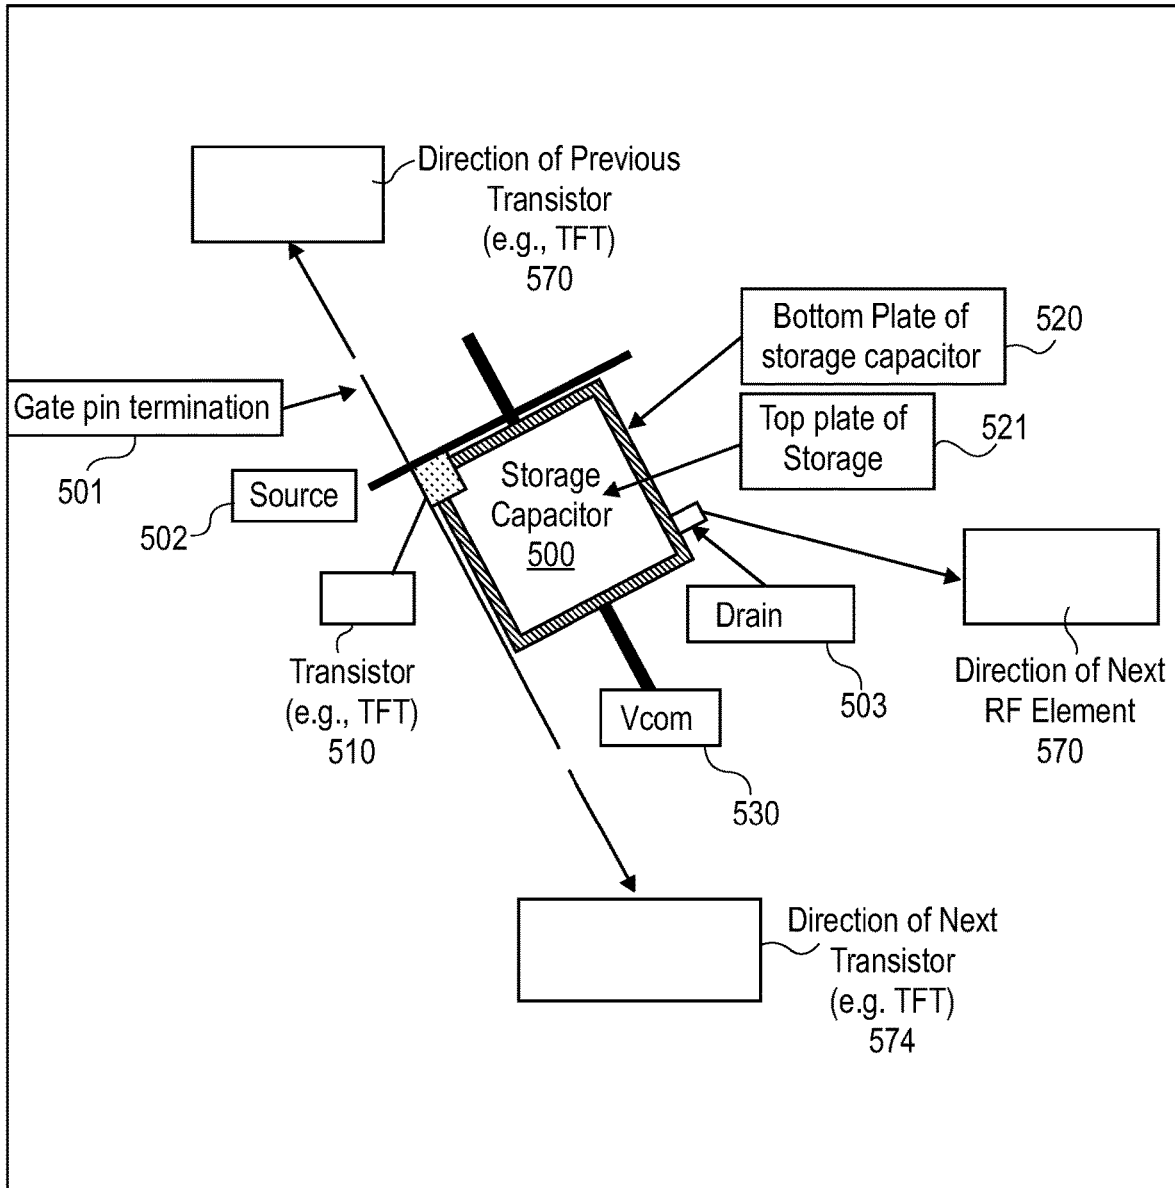 Direction of Previous
Transistor
(e.g., TFT)
570
Bottom Plate of
storage capacitor
520
Gate pin termination
501
Top plate of
Storage
521
Storage
Capacitor
500
Source
502
Transistor
(e.g., TFT)
510
Drain
503
Vcom
530
Direction of Next
RF Element
570
Direction of Next
Transistor
(e.g. TFT)
574